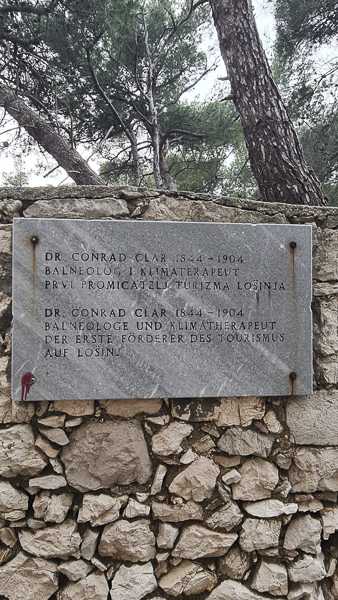 DR. CONRAD CLAR 1844-1904
BALNEOLOG I KLIMATERAPEUT
PRVI PROMICATELJ TURIZMA LOŠINJA
DR. CONRAD CLAR 1844-1904
BALNEOLOGE UND KLIMATHERAPEUT
DER ERSTE FÖRDERER DES TOURISMUS
AUF LOŠINJ